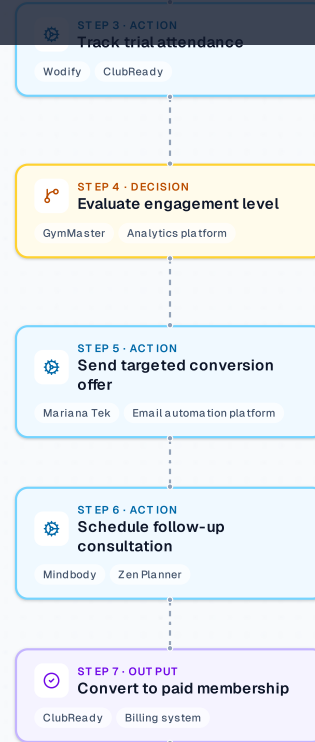 STEP 3 · ACTION
Track trial attendance
Wodify ClubReady
STEP 4 · DECISION
Evaluate engagement level
GymMaster Analytics platform
STEP 5 · ACTION
Send targeted conversion
offer
Mariana Tek Email automation platform
STEP 6 · ACTION
Schedule follow-up
consultation
Mindbody Zen Planner
STEP 7 · OUTPUT
Convert to paid membership
ClubReady Billing system